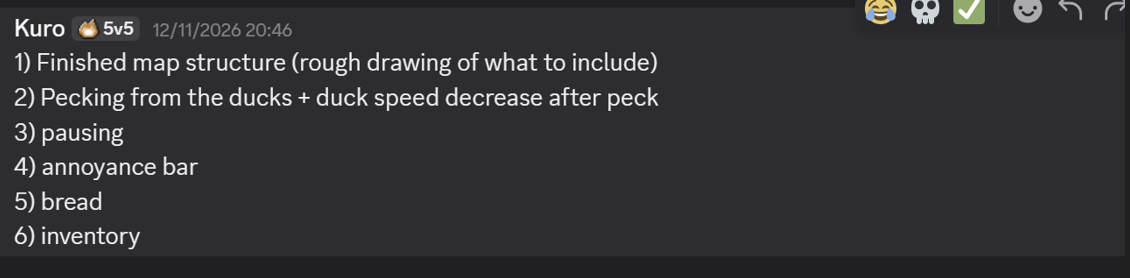 Kuro 5v5 12/11/2026 20:46
1) Finished map structure (rough drawing of what to include)
2) Pecking from the ducks + duck speed decrease after peck
3) pausing
4) annoyance bar
5) bread
6) inventory